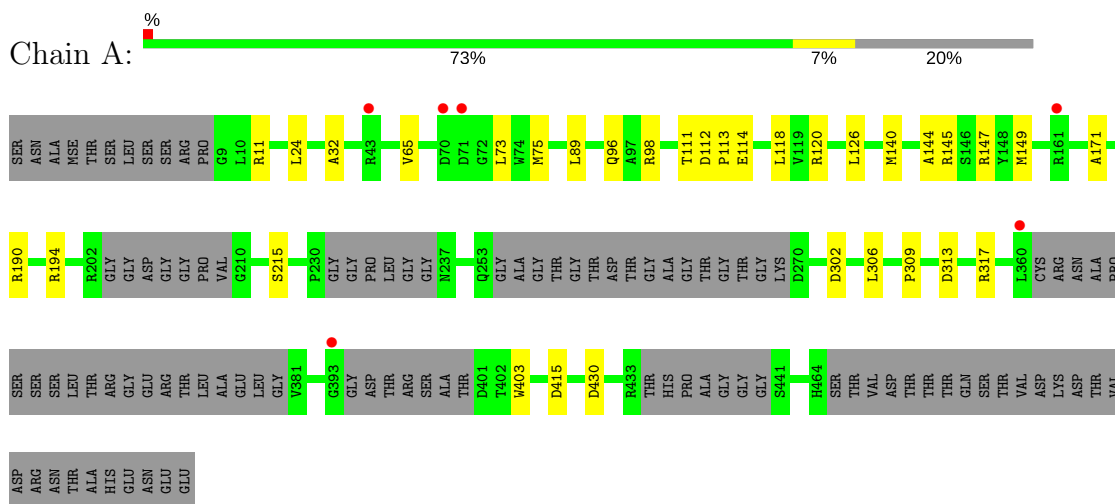 %
Chain A:
73% 7% 20%
SER ASN ALA MSE THR SER LEU SER SER ARG PRO G9 L10 R11 L24 A32 R43 V65 D70 D71 G72 L73 W74 M75 L89 Q96 A97 R98 T111 D112 P113 E114 L118 V119 R120 L126 M140 A144 R145 S146 R147 Y148 M149 R161 A171
R190 R194 R202 GLY GLY ASP GLY GLY PRO VAL G210 S215 P230 GLY GLY PRO LEU GLY GLY N237 Q253 GLY ALA GLY THR GLY THR ASP THR GLY ALA GLY THR GLY THR GLY LYS D270 D302 L306 P309 D313 R317 L360 CYS ARG ASN ALA PRO
SER SER SER LEU THR ARG GLY GLU ARG THR LEU ALA GLU LEU GLY V381 G393 GLY ASP THR ARG SER ALA THR D401 T402 W403 D415 D430 R433 THR HIS PRO ALA GLY GLY GLY S441 H464 SER THR VAL ASP THR THR THR GLN SER THR VAL ASP LYS ASP THR VAL
ASP ARG ASN THR ALA HIS GLU ASN GLU GLU